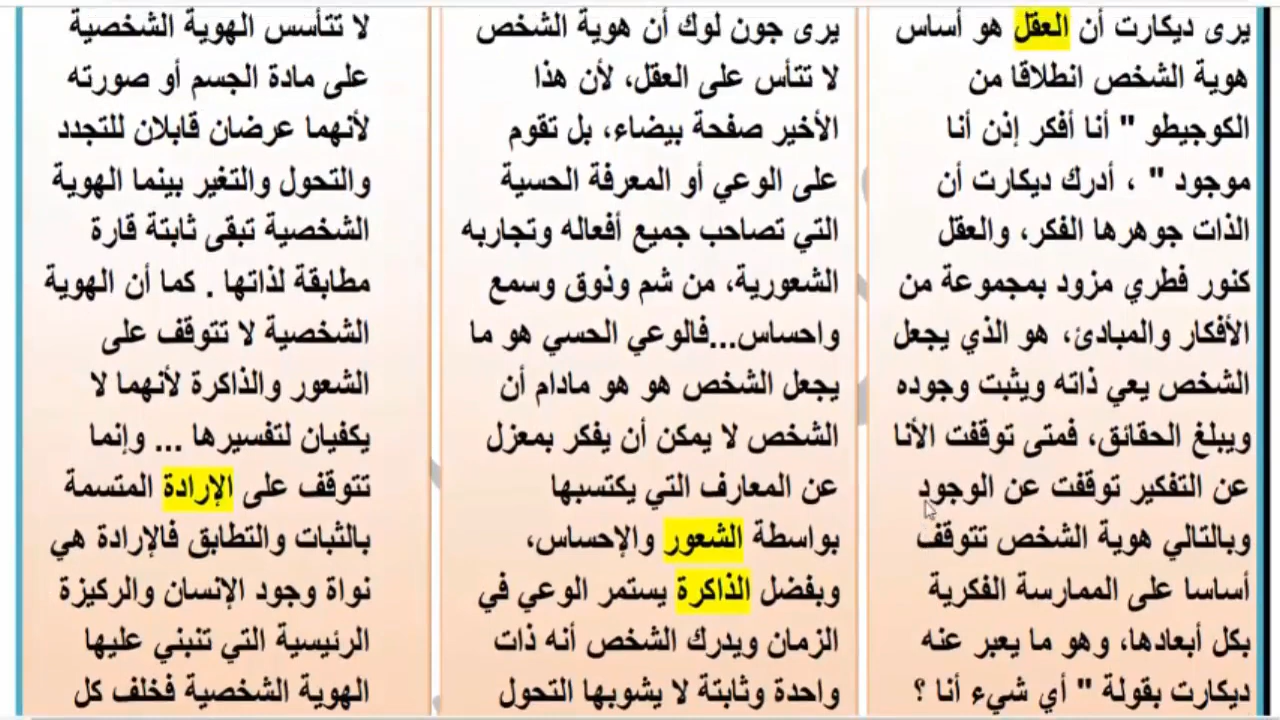 يرى ديكارت أن العقل هو أساس
هوية الشخص انطلاقا من
الكوجيطو " أنا أفكر إذن أنا
موجود " ، أدرك ديكارت أن
الذات جوهرها الفكر، والعقل
كنور فطري مزود بمجموعة من
الأفكار والمبادئ، هو الذي يجعل
الشخص يعي ذاته ويثبت وجوده
ويبلغ الحقائق، فمتى توقفت الأنا
عن التفكير توقفت عن الوجود
وبالتالي هوية الشخص تتوقف
أساسا على الممارسة الفكرية
بكل أبعادها، وهو ما يعبر عنه
ديكارت بقولة " أي شيء أنا ؟
يرى جون لوك أن هوية الشخص
لا تتأس على العقل، لأن هذا
الأخير صفحة بيضاء، بل تقوم
على الوعي أو المعرفة الحسية
التي تصاحب جميع أفعاله وتجاربه
الشعورية، من شم وذوق وسمع
واحساس...فالوعي الحسي هو ما
يجعل الشخص هو هو مادام أن
الشخص لا يمكن أن يفكر بمعزل
عن المعارف التي يكتسبها
بواسطة الشعور والإحساس،
وبفضل الذاكرة يستمر الوعي في
الزمان ويدرك الشخص أنه ذات
واحدة وثابتة لا يشوبها التحول
لا تتأسس الهوية الشخصية
على مادة الجسم أو صورته
لأنهما عرضان قابلان للتجدد
والتحول والتغير بينما الهوية
الشخصية تبقى ثابتة قارة
مطابقة لذاتها . كما أن الهوية
الشخصية لا تتوقف على
الشعور والذاكرة لأنهما لا
يكفيان لتفسيرها ... وإنما
تتوقف على الإرادة المتسمة
بالثبات والتطابق فالإرادة هي
نواة وجود الإنسان والركيزة
الرئيسية التي تنبني عليها
الهوية الشخصية فخلف كل